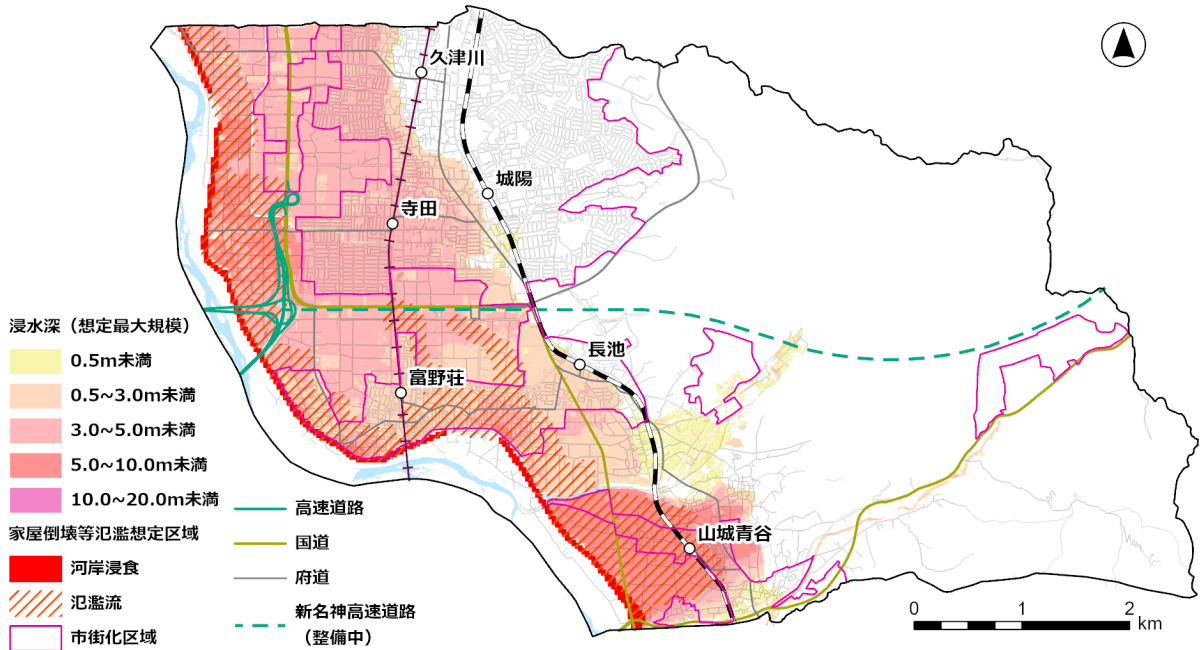 久津川
城陽
寺田
長池
富野荘
山城青谷
浸水深（想定最大規模）
0.5m未満
0.5~3.0m未満
3.0~5.0m未満
5.0~10.0m未満
10.0~20.0m未満
家屋倒壊等氾濫想定区域
河岸浸食
氾濫流
市街化区域
高速道路
国道
府道
新名神高速道路
（整備中）
0 1 2
km